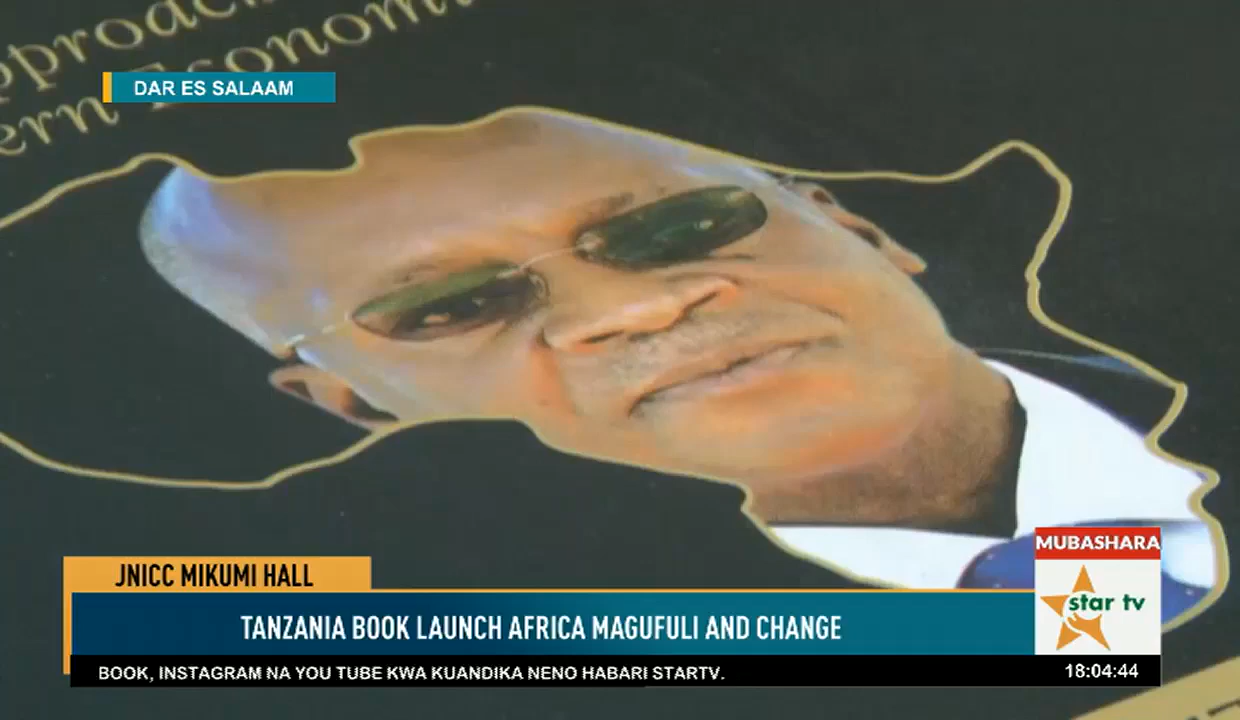 DAR ES SALAAM
JNICC MIKUMI HALL
TANZANIA BOOK LAUNCH AFRICA MAGUFULI AND CHANGE
MUBASHARA
star tv
BOOK, INSTAGRAM NA YOU TUBE KWA KUANDIKA NENO HABARI STARTV.
18:04:44